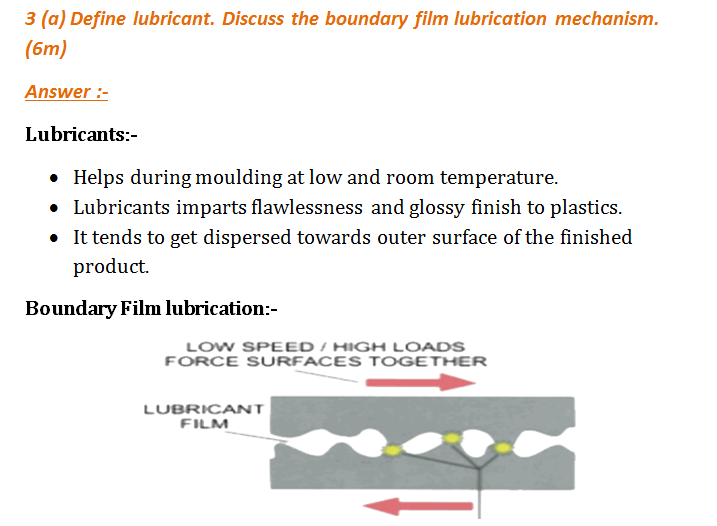 3 (a) Define lubricant. Discuss the boundary film lubrication mechanism.
(6m)
Answer :-
Lubricants:-
• Helps during moulding at low and room temperature.
• Lubricants imparts flawlessness and glossy finish to plastics.
• It tends to get dispersed towards outer surface of the finished
product.
Boundary Film lubrication:-
LOW SPEED / HIGH LOADS
FORCE SURFACES TOGETHER
LUBRICANT
FILM